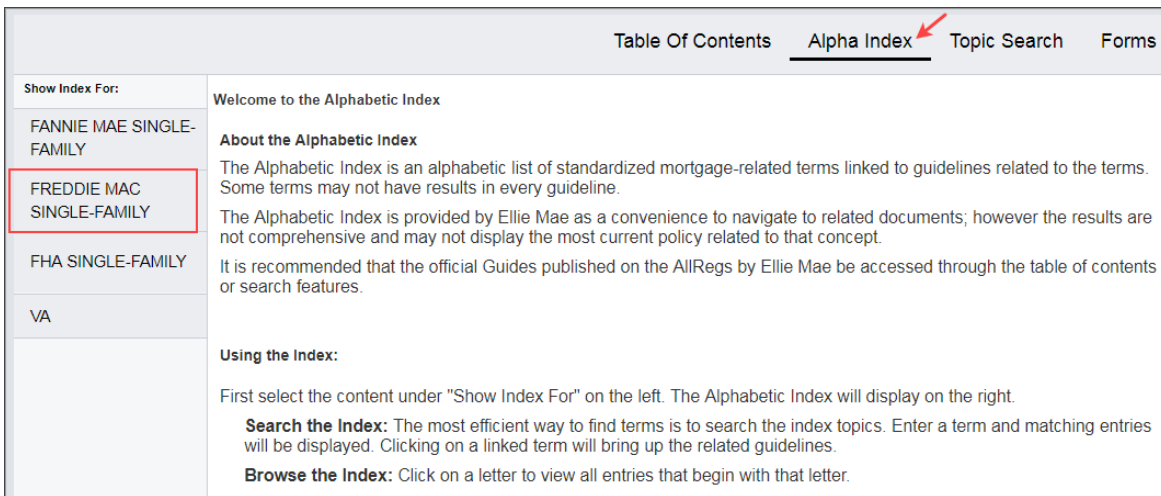 Table Of Contents Alpha Index Topic Search Forms
Show Index For:
FANNIE MAE SINGLE-
FAMILY
FREDDIE MAC
SINGLE-FAMILY
FHA SINGLE-FAMILY
VA
Welcome to the Alphabetic Index
About the Alphabetic Index
The Alphabetic Index is an alphabetic list of standardized mortgage-related terms linked to guidelines related to the terms.
Some terms may not have results in every guideline.
The Alphabetic Index is provided by Ellie Mae as a convenience to navigate to related documents; however the results are
not comprehensive and may not display the most current policy related to that concept.
It is recommended that the official Guides published on the AllRegs by Ellie Mae be accessed through the table of contents
or search features.
Using the Index:
First select the content under "Show Index For" on the left. The Alphabetic Index will display on the right.
Search the Index: The most efficient way to find terms is to search the index topics. Enter a term and matching entries
will be displayed. Clicking on a linked term will bring up the related guidelines.
Browse the Index: Click on a letter to view all entries that begin with that letter.